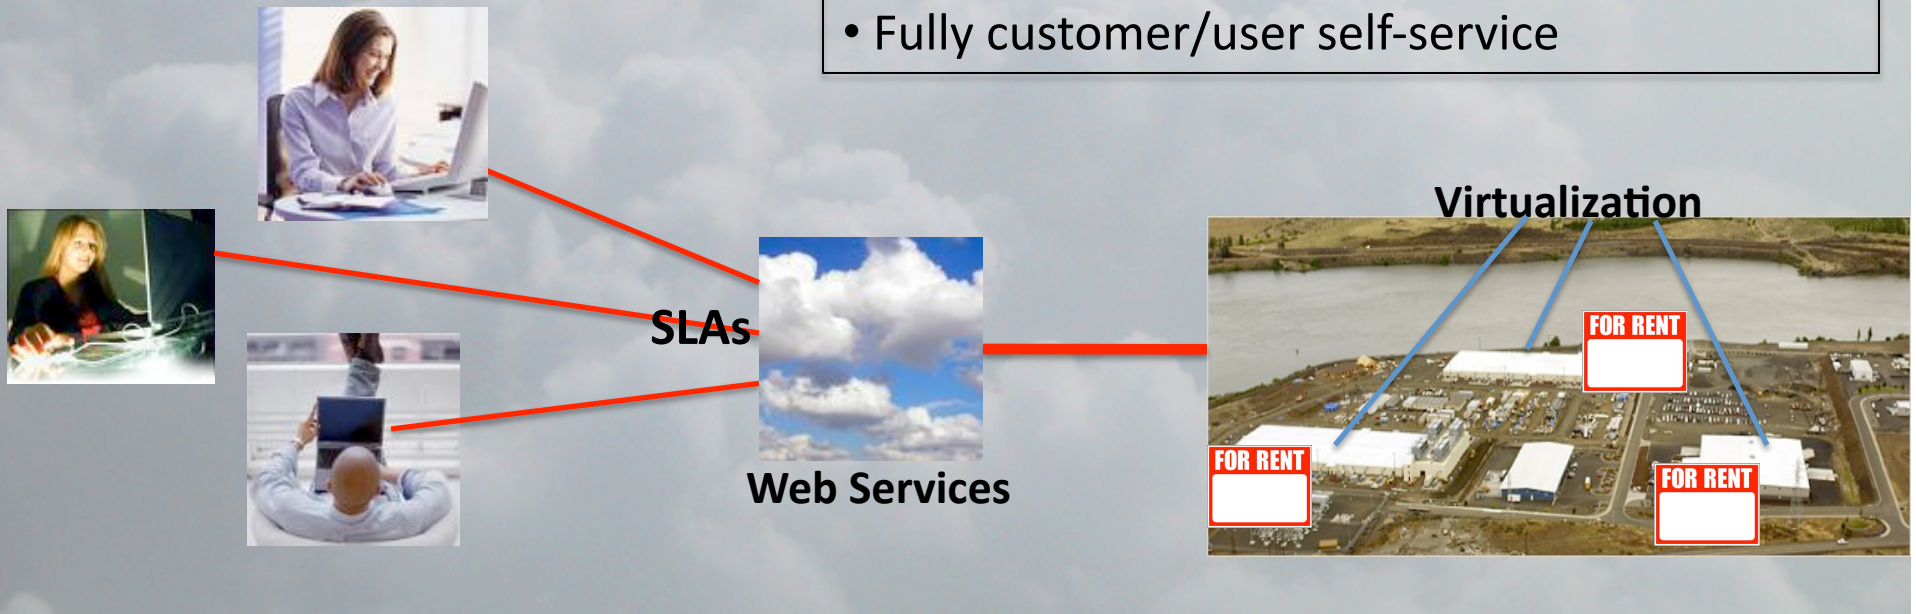 • Fully customer/user self-service
Virtualization
SLAs
FOR RENT
FOR RENT
FOR RENT
Web Services